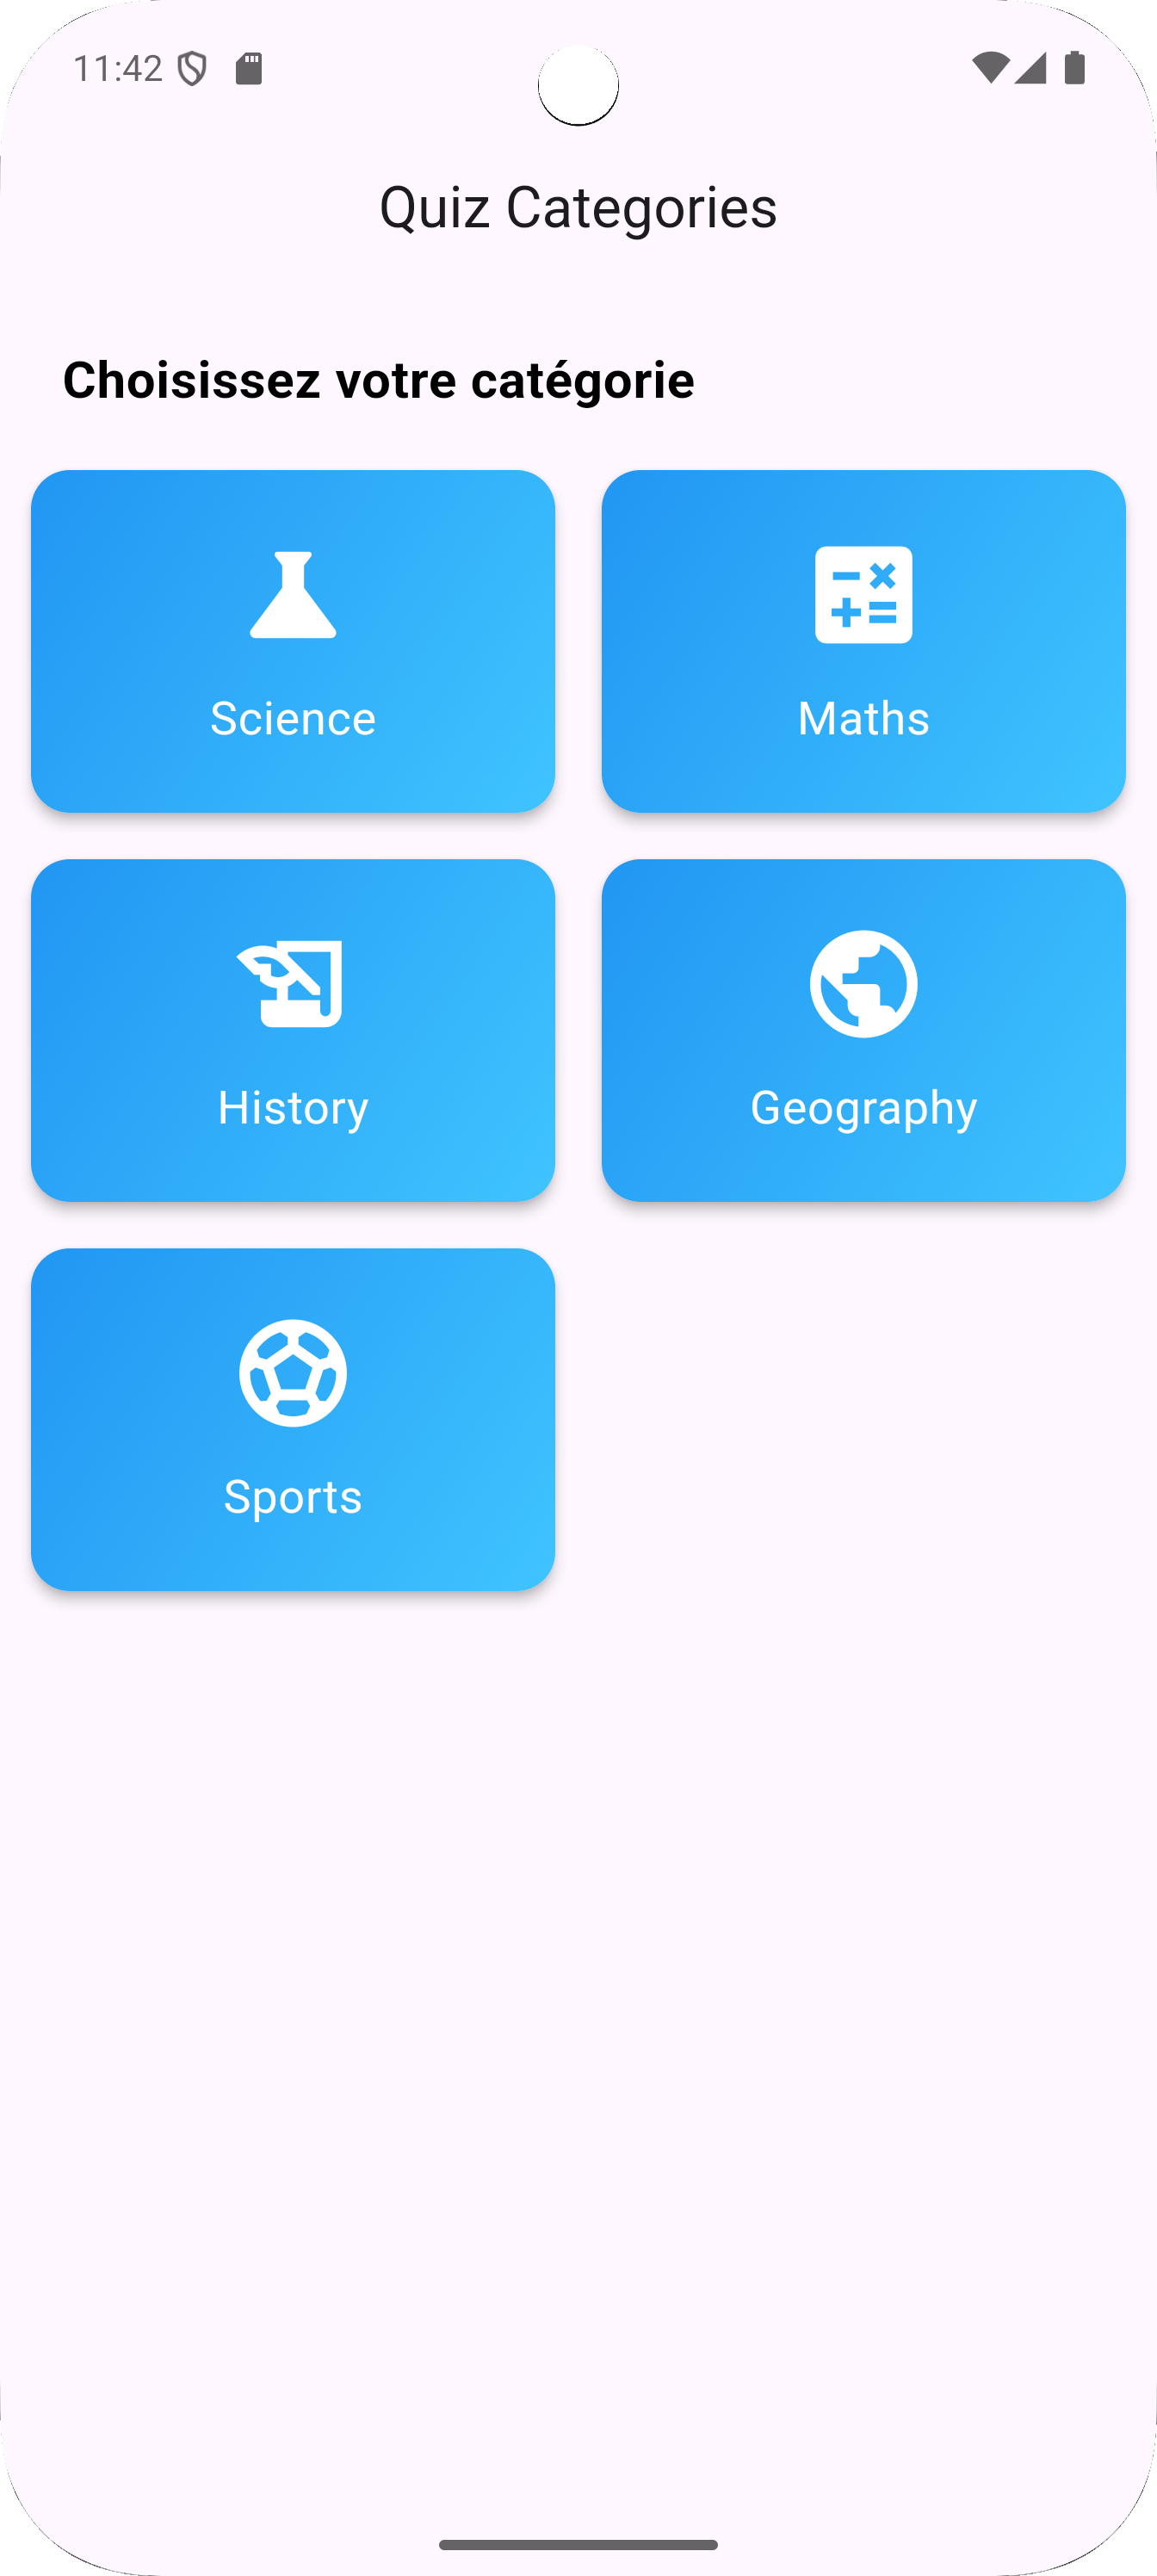 11:42
Quiz Categories
Choisissez votre catégorie
Science
Maths
History
Geography
Sports